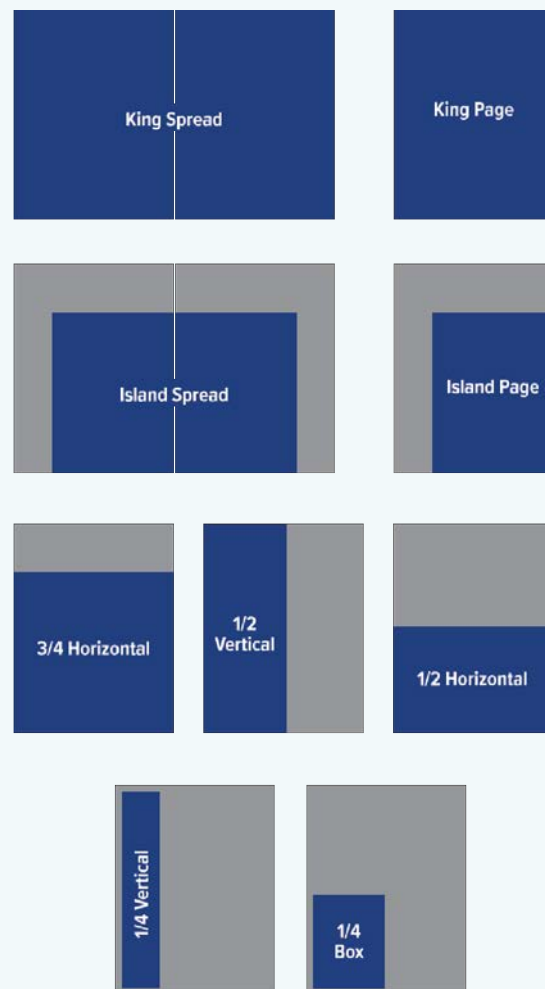 King Spread
King Page
Island Spread
Island Page
3/4 Horizontal
1/2
Vertical
1/2 Horizontal
1/4 Vertical
1/4
Box